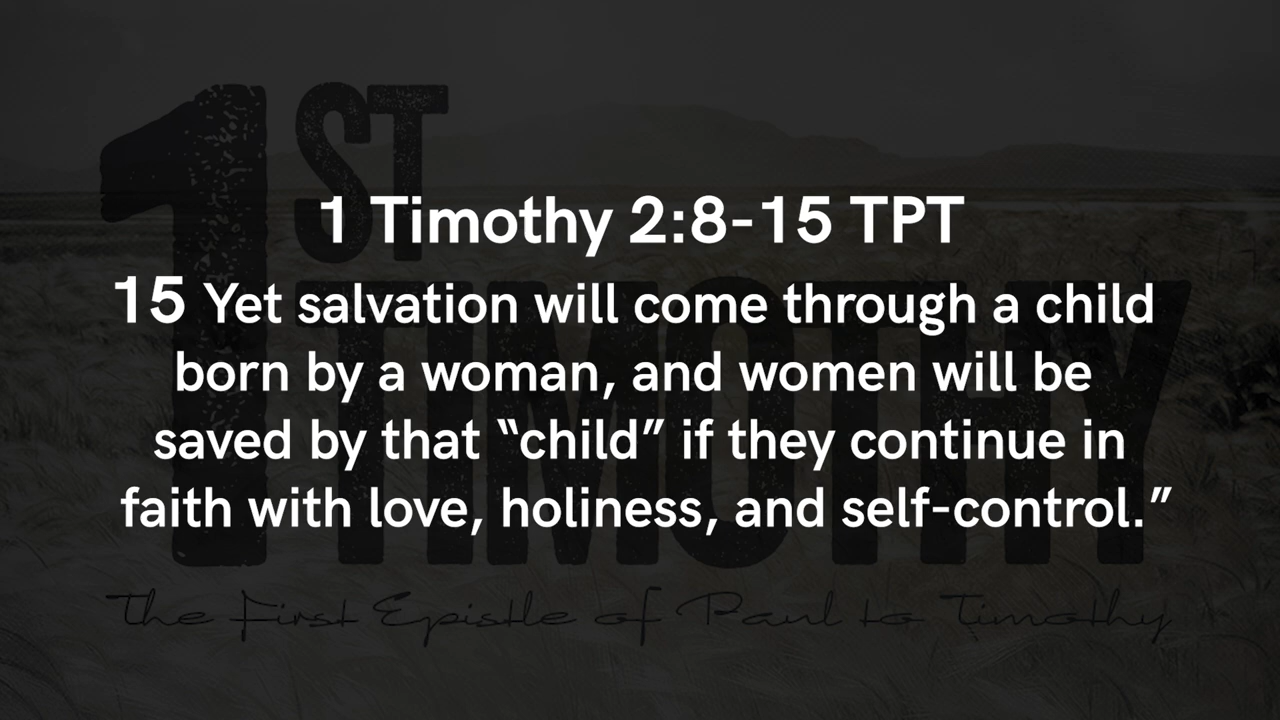 1ST
TIMOTHY
1 Timothy 2:8-15 TPT
15 Yet salvation will come through a child
born by a woman, and women will be
saved by that “child” if they continue in
faith with love, holiness, and self-control.”
The First Epistle of Paul to Timothy